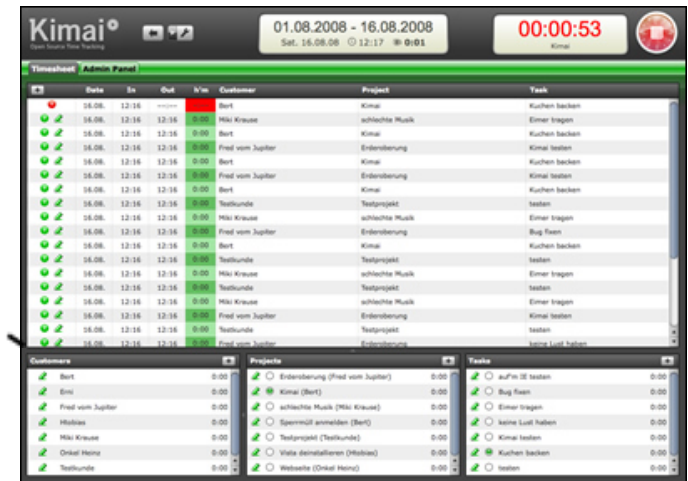 Kimai
Open Source Time Tracking
01.08.2008 - 16.08.2008
Sat. 16.08.08 12:17 0:01
00:00:53
Kimai
Timesheet Admin Panel
Date In Out h'm Customer Project Task
16.08. 12:16 --:-- Bert Kimai Kuchen backen
16.08. 12:16 12:16 0:00 Miki Krause schlechte Musik Eimer tragen
16.08. 12:16 12:16 0:00 Bert Kimai Kuchen backen
16.08. 12:16 12:16 0:00 Fred vom Jupiter Erderoberung Kimai testen
16.08. 12:16 12:16 0:00 Bert Kimai Kuchen backen
16.08. 12:16 12:16 0:00 Fred vom Jupiter Erderoberung Kimai testen
16.08. 12:16 12:16 0:00 Bert Kimai Kuchen backen
16.08. 12:16 12:16 0:00 Testkunde Testprojekt testen
16.08. 12:16 12:16 0:00 Miki Krause schlechte Musik Eimer tragen
16.08. 12:16 12:16 0:00 Fred vom Jupiter Erderoberung Bug fixen
16.08. 12:16 12:16 0:00 Bert Kimai Kuchen backen
16.08. 12:16 12:16 0:00 Testkunde Testprojekt testen
16.08. 12:16 12:16 0:00 Miki Krause schlechte Musik Eimer tragen
16.08. 12:16 12:16 0:00 Testkunde Testprojekt testen
16.08. 12:16 12:16 0:00 Miki Krause schlechte Musik Eimer tragen
16.08. 12:16 12:16 0:00 Fred vom Jupiter Erderoberung Kimai testen
16.08. 12:16 12:16 0:00 Testkunde Testprojekt testen
16.08. 12:16 12:16 0:00 Fred vom Jupiter Erderoberung keine Lust haben
Customers
Bert 0:00
Erni 0:00
Fred vom Jupiter 0:00
Htobias 0:00
Miki Krause 0:00
Onkel Heinz 0:00
Testkunde 0:00
Projects
Erderoberung (Fred vom Jupiter) 0:00
Kimai (Bert) 0:00
schlechte Musik (Miki Krause) 0:00
Sperrmüll anmelden (Bert) 0:00
Testprojekt (Testkunde) 0:00
Vista deinstallieren (Htobias) 0:00
Webseite (Onkel Heinz) 0:00
Tasks
auf'm IE testen 0:00
Bug fixen 0:00
Eimer tragen 0:00
keine Lust haben 0:00
Kimai testen 0:00
Kuchen backen 0:00
testen 0:00